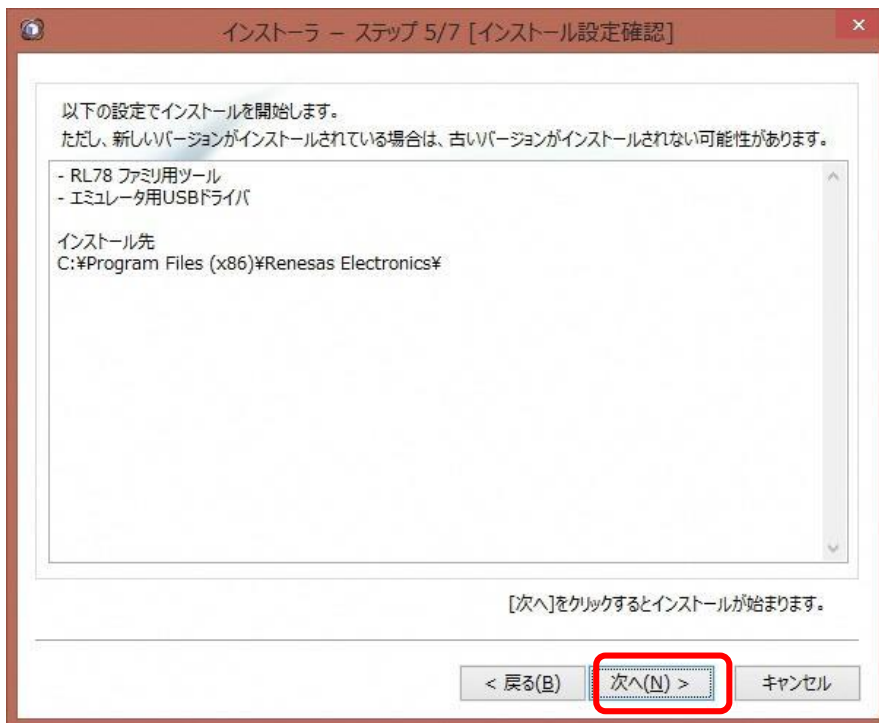 インストーラ – ステップ 5/7 [インストール設定確認]
以下の設定でインストールを開始します。
ただし、新しいバージョンがインストールされている場合は、古いバージョンがインストールされない可能性があります。
- RL78 ファミリ用ツール
- エミュレータ用USBドライバ
インストール先
C:¥Program Files (x86)¥Renesas Electronics¥
[次へ]をクリックするとインストールが始まります。
< 戻る(B) 次へ(N) > キャンセル